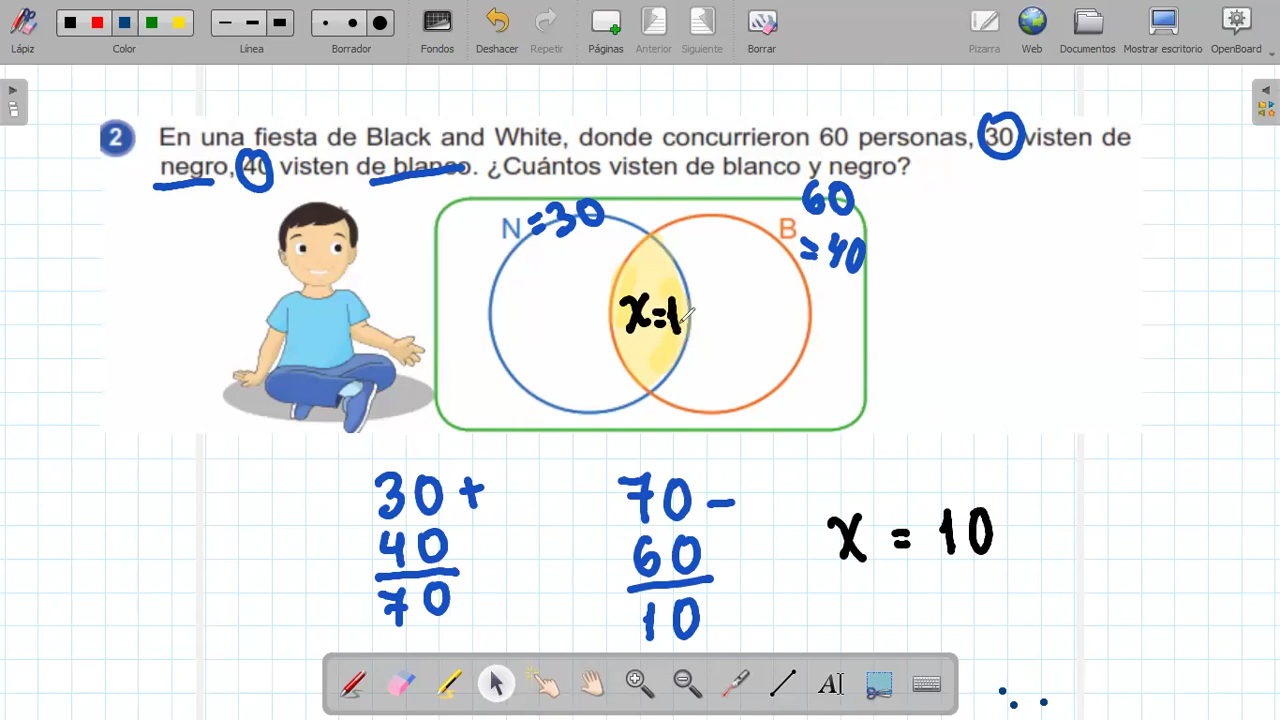 Lápiz Color Línea Borrador Fondos Deshacer Repetir Páginas Anterior Siguiente Borrar Pizarra Web Documentos Mostrar escritorio OpenBoard
2 En una fiesta de Black and White, donde concurrieron 60 personas, 30 visten de
negro, 40 visten de blanco. ¿Cuántos visten de blanco y negro?
60
N =30 B
=40
x=1
30+ 70-
40 60 x = 10
70 10
AI